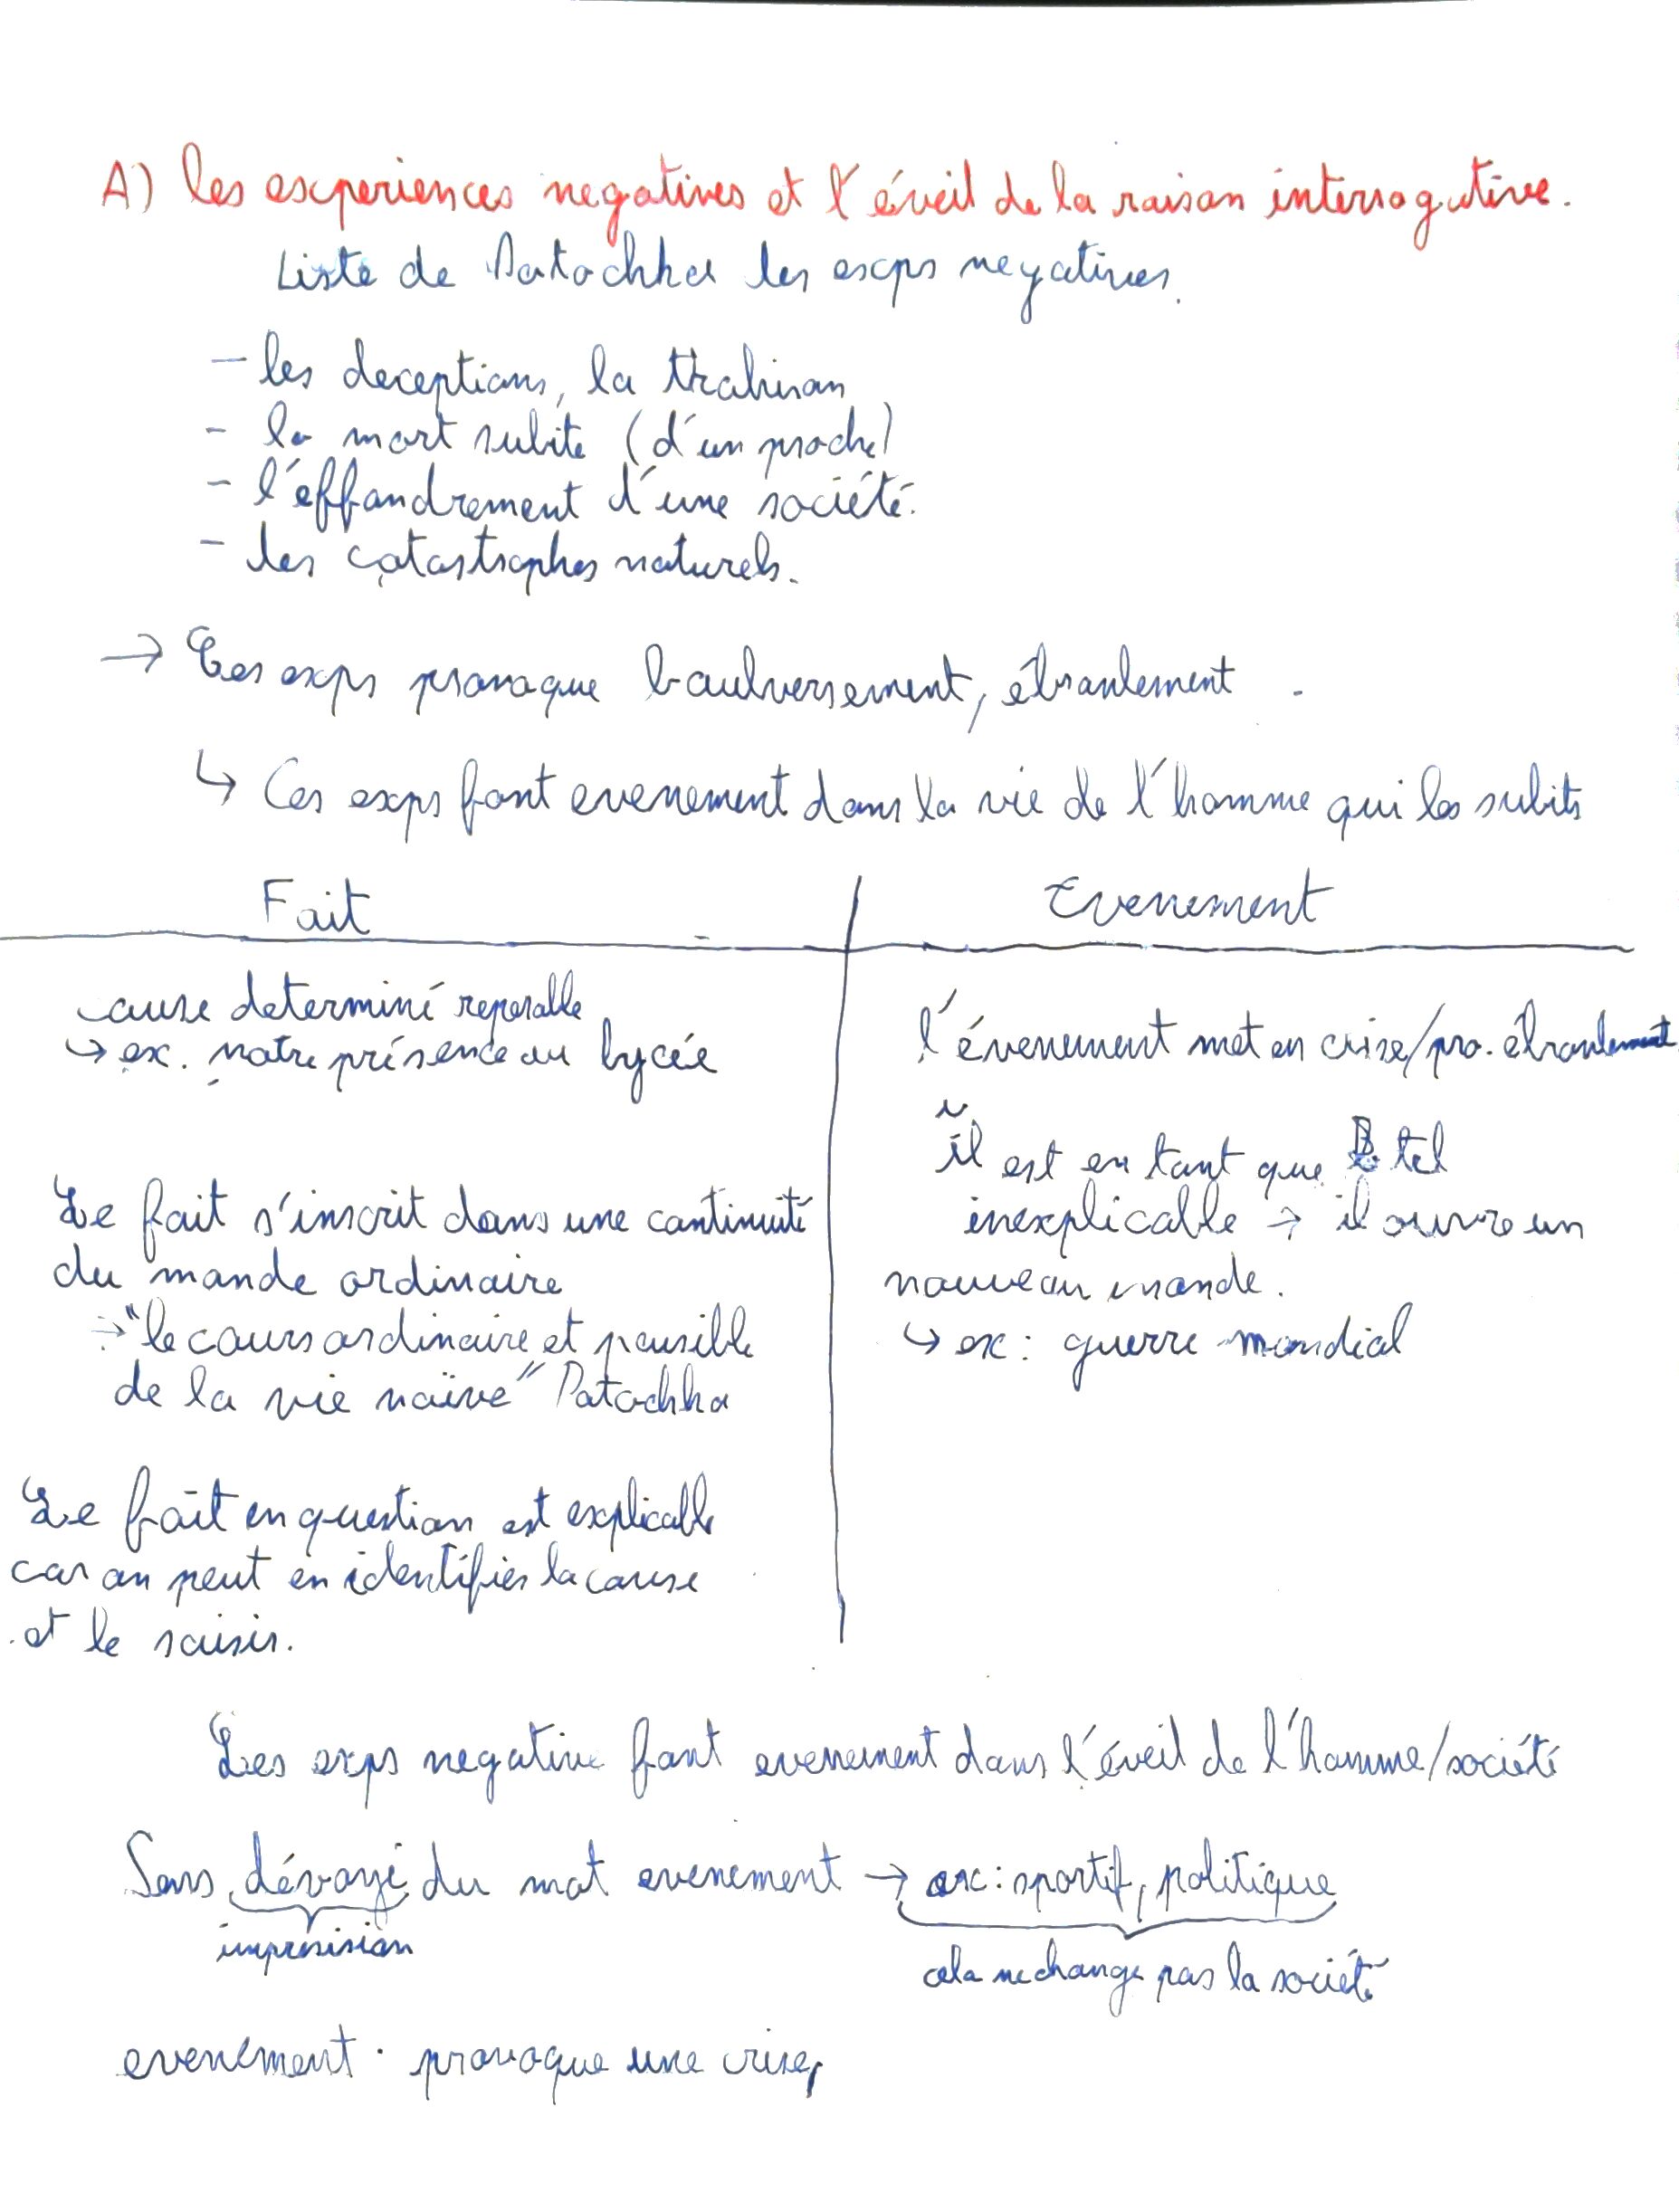 A) les experiences negatives et l'éveil de la raison interrogative.
Liste de Patochka les exps negatives.
- les deceptions, la trahison
- la mort subite (d'un proche)
- l'effondrement d'une société.
- les catastrophes naturels.
→ Ces exps provoque boulversement, ébranlement.
↳ Ces exps font evenement dans la vie de l'homme qui les subits
Fait
cause determiné reperable
↳ ex. notre présence au lycée
Le fait s'inscrit dans une continuité
du monde ordinaire
→ "le cours ordinaire et paisible
de la vie naïve" Patochka
Le fait en question est explicable
car on peut en identifier la cause
et le saisir.
Evenement
l'évenement met en crise/pro. ébranlement
il est en tant que tel
inexplicable → il ouvre un
nouveau monde.
↳ ex: guerre mondial
Les exps negative font evenement dans l'éveil de l'homme/société
Sens dévoyé du mot evenement → ex: sportif, politique
imprésision
cela ne change pas la société
evenement. provoque une crise,